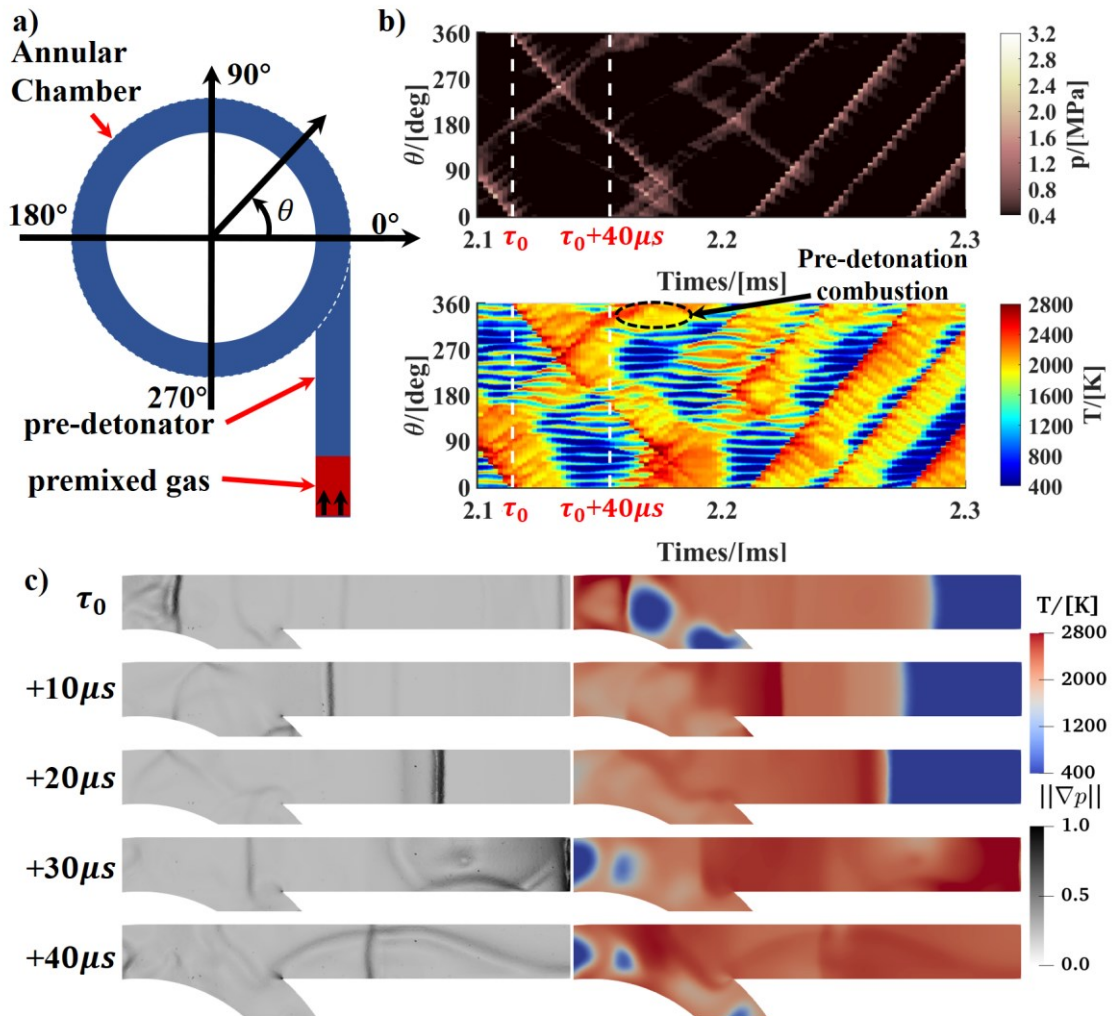 a)
Annular
Chamber
90°
θ
180°
0°
270°
pre-detonator
premixed gas
b)
360
270
180
90
0
θ/[deg]
2.1
τ₀
τ₀+40μs
2.2
2.3
Times/[ms]
3.2
2.8
2.4
2.0
1.6
1.2
0.8
0.4
p/[MPa]
Pre-detonation
combustion
360
270
180
90
0
θ/[deg]
2.1
τ₀
τ₀+40μs
2.2
2.3
Times/[ms]
2800
2400
2000
1600
1200
800
400
T/[K]
c)
τ₀
+10μs
+20μs
+30μs
+40μs
T/[K]
2800
2000
1200
400
||∇p||
1.0
0.5
0.0